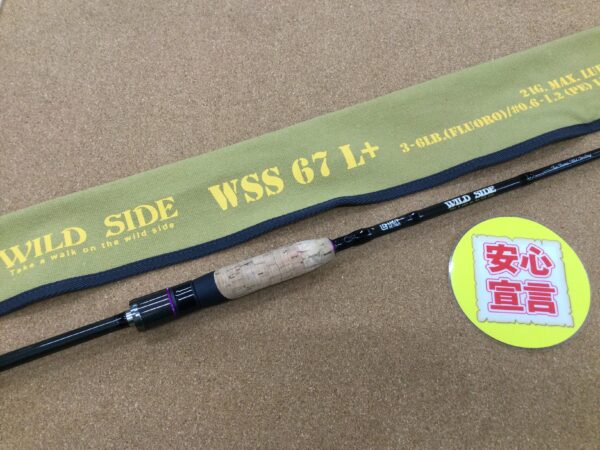 WILD SIDE
Take a walk on the wild side
WSS 67 L+
21G. MAX. LUR
3-6LB.(FLUORO)/#0.6-1.2(PE)
WILD SIDE
安心
宣言